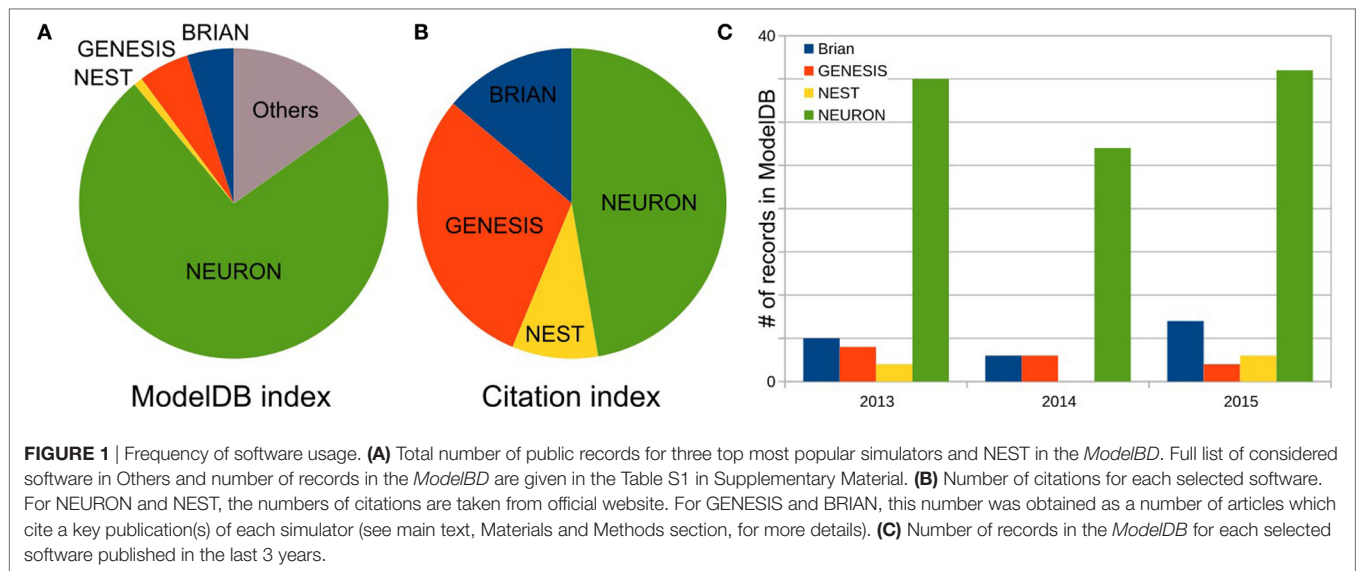 A
BRIAN
GENESIS
NEST
Others
NEURON
ModelDB index
B
BRIAN
NEURON
GENESIS
NEST
Citation index
C
40
Brian
GENESIS
NEST
NEURON
# of records in ModelDB
0
2013
2014
2015
FIGURE 1 | Frequency of software usage. (A) Total number of public records for three top most popular simulators and NEST in the ModelBD. Full list of considered
software in Others and number of records in the ModelBD are given in the Table S1 in Supplementary Material. (B) Number of citations for each selected software.
For NEURON and NEST, the numbers of citations are taken from official website. For GENESIS and BRIAN, this number was obtained as a number of articles which
cite a key publication(s) of each simulator (see main text, Materials and Methods section, for more details). (C) Number of records in the ModelDB for each selected
software published in the last 3 years.